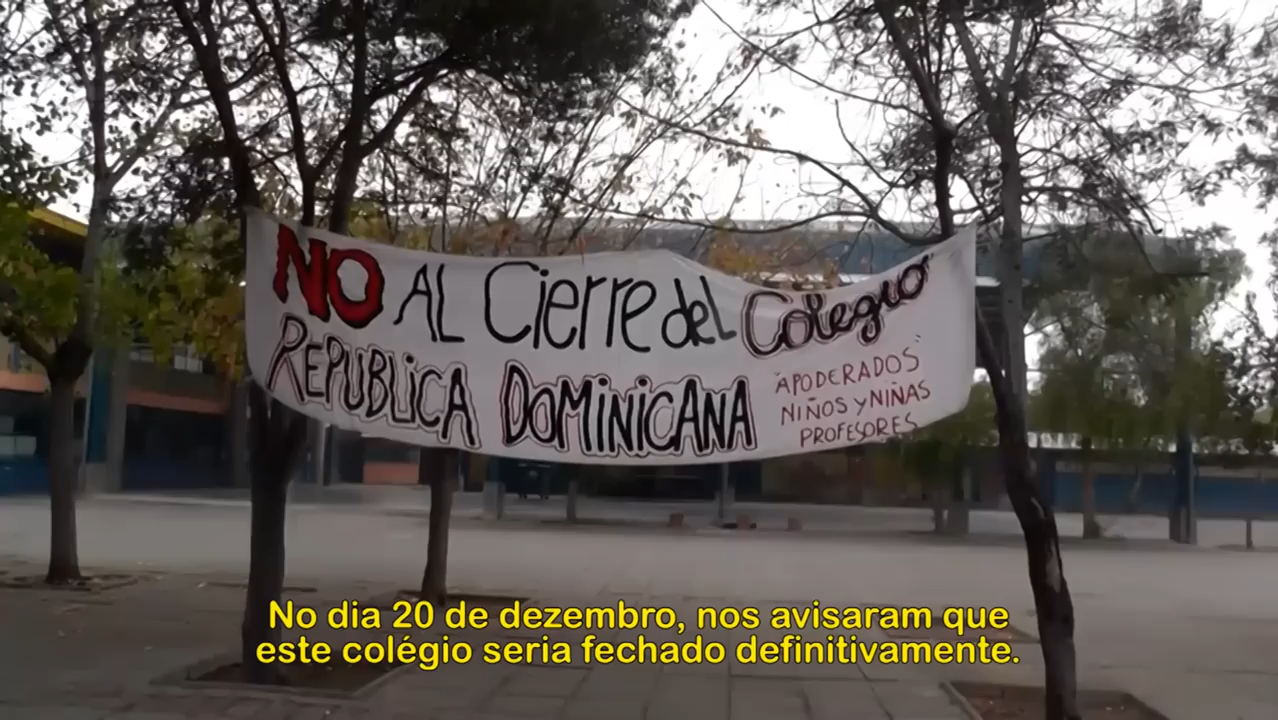 NO AL Cierre del Colegio
REPUBLiCA DOMiNiCANA
"APODERADOS"
NIÑOS y NIÑAS
PROFESORES
No dia 20 de dezembro, nos avisaram que
este colégio seria fechado definitivamente.